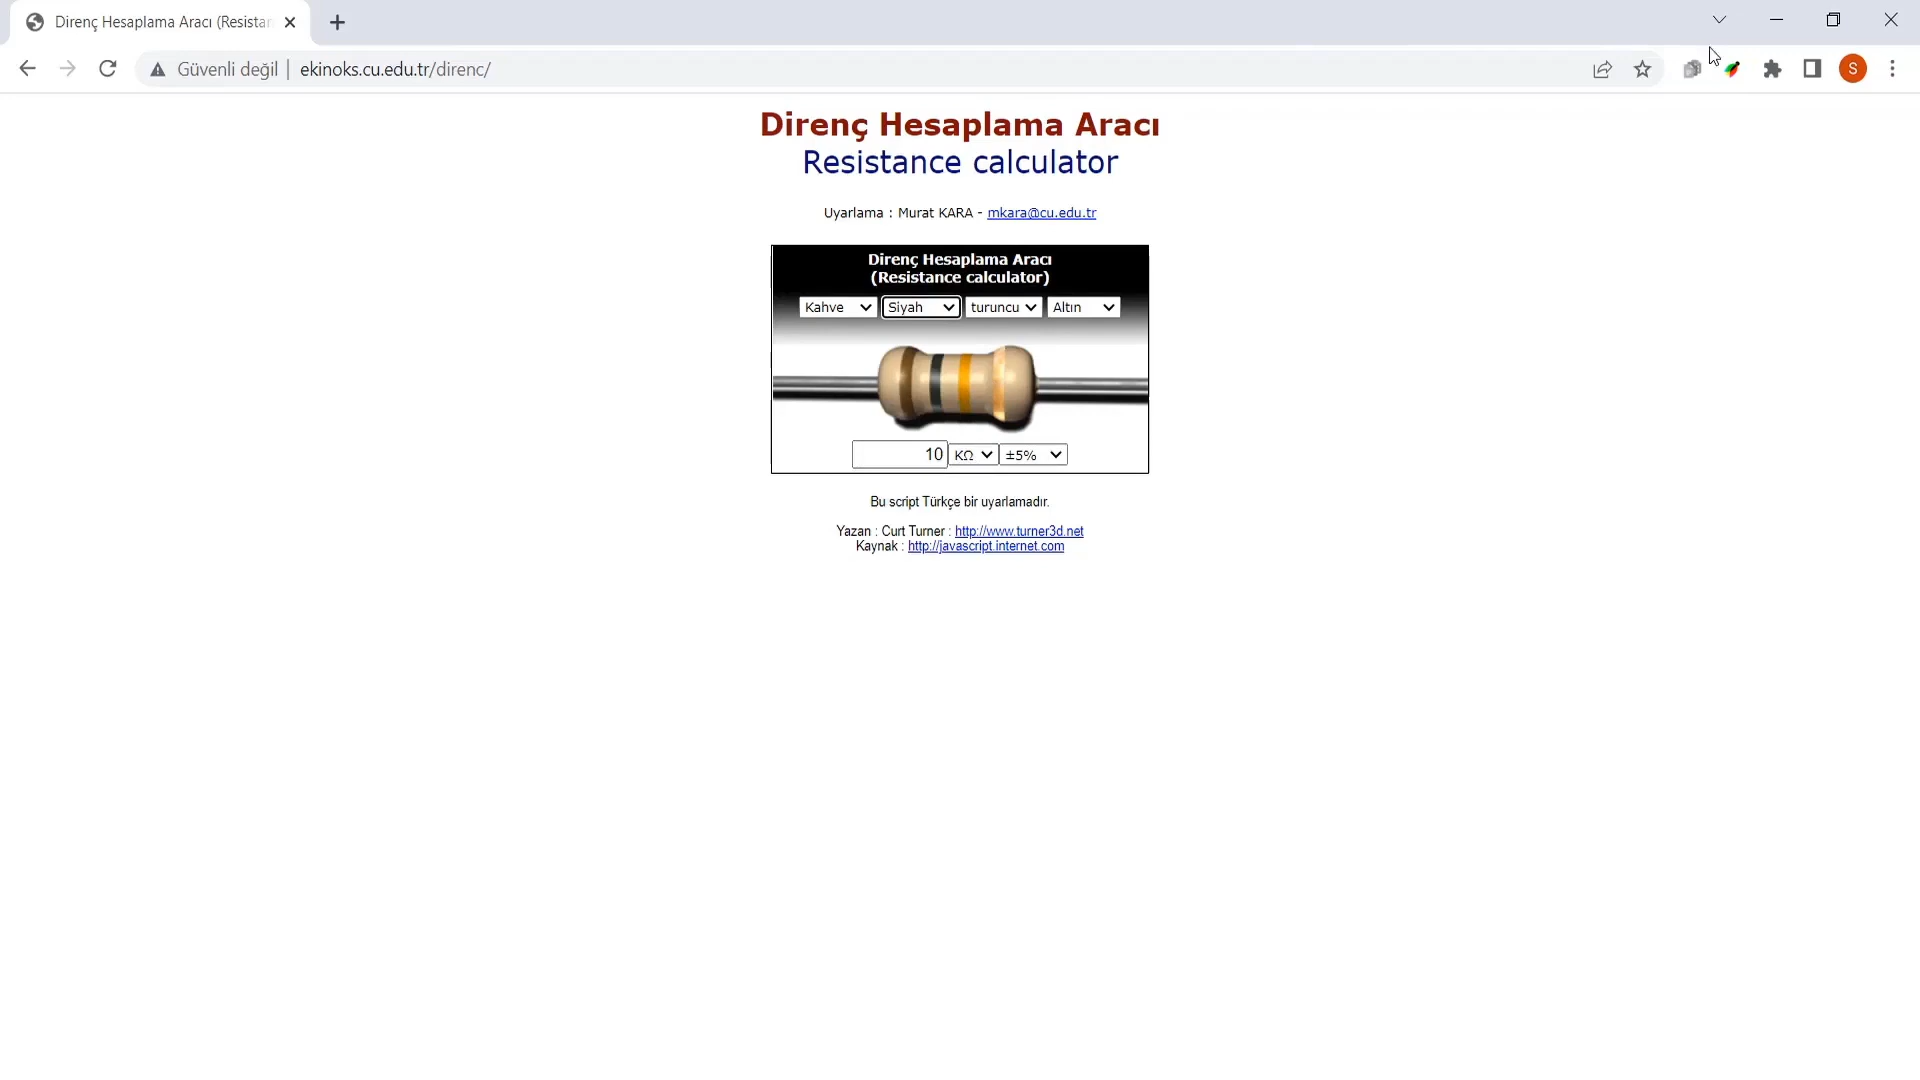 Direnç Hesaplama Aracı (Resistan
Güvenli değil | ekinoks.cu.edu.tr/direnc/
S
Direnç Hesaplama Aracı
Resistance calculator
Uyarlama : Murat KARA - mkara@cu.edu.tr
Direnç Hesaplama Aracı
(Resistance calculator)
Kahve Siyah turuncu Altın
10 KΩ ±5%
Bu script Türkçe bir uyarlamadır.
Yazan : Curt Turner : http://www.turner3d.net
Kaynak : http://javascript.internet.com